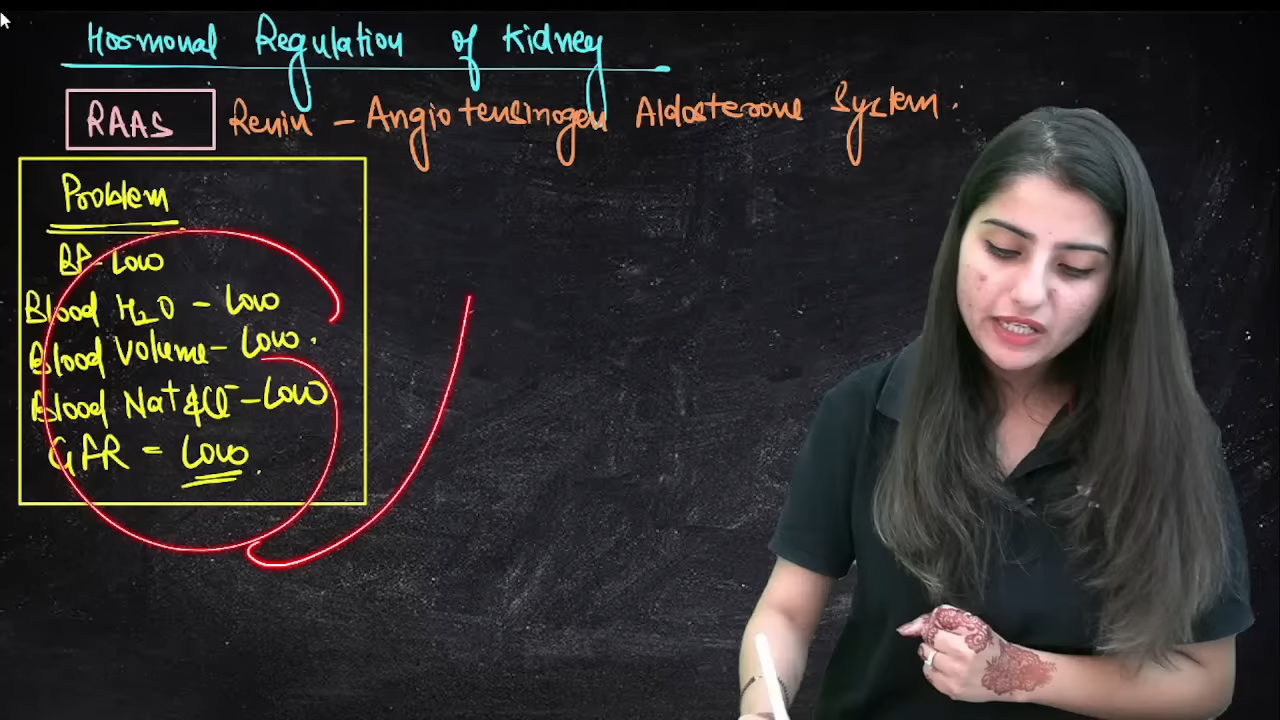 Hormonal Regulation of Kidney
RAAS Renin - Angiotensinogen Aldosterone System.
Problem
BP - Low
Blood H2O - Low
Blood Volume - Low.
Blood Na+ & Cl- - Low
GFR = Low.